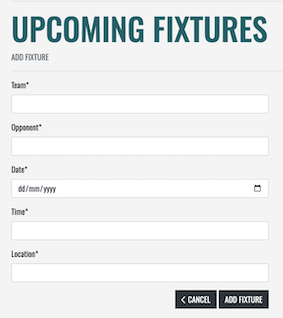 UPCOMING FIXTURES
ADD FIXTURE
Team*
Opponent*
Date*
dd/mm/yyyy
Time*
Location*
CANCEL ADD FIXTURE